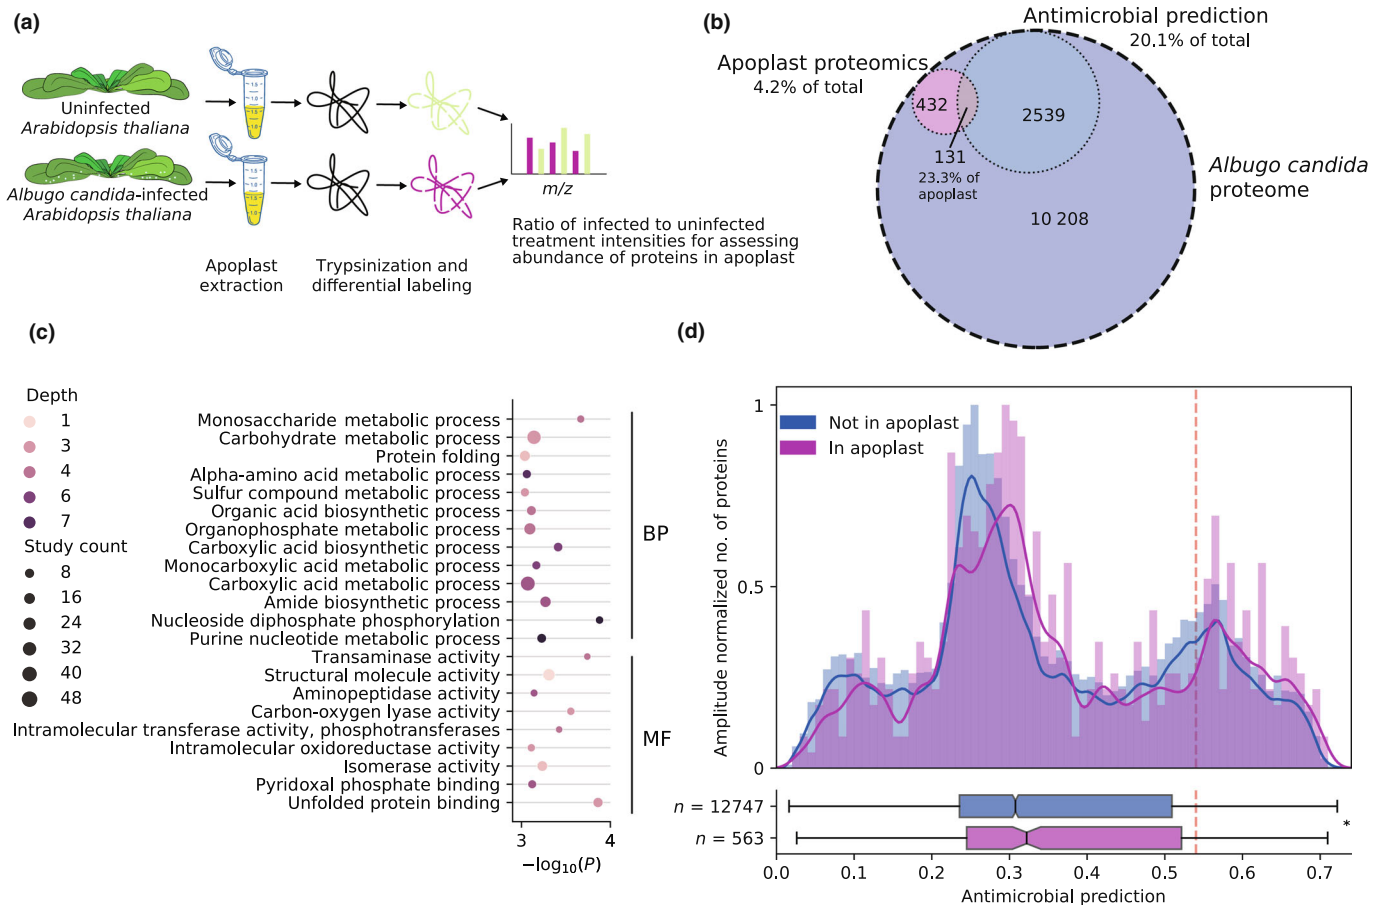 (a)
Uninfected
Arabidopsis thaliana
Albugo candida-infected
Arabidopsis thaliana
Apoplast
extraction
Trypsinization and
differential labeling
m/z
Ratio of infected to uninfected
treatment intensities for assessing
abundance of proteins in apoplast
(b)
Antimicrobial prediction
20.1% of total
Apoplast proteomics
4.2% of total
432
2539
131
23.3% of
apoplast
10 208
Albugo candida
proteome
(c)
Depth
1
3
4
6
7
Study count
8
16
24
32
40
48
Monosaccharide metabolic process
Carbohydrate metabolic process
Protein folding
Alpha-amino acid metabolic process
Sulfur compound metabolic process
Organic acid biosynthetic process
Organophosphate metabolic process
Carboxylic acid biosynthetic process
Monocarboxylic acid metabolic process
Carboxylic acid metabolic process
Amide biosynthetic process
Nucleoside diphosphate phosphorylation
Purine nucleotide metabolic process
Transaminase activity
Structural molecule activity
Aminopeptidase activity
Carbon-oxygen lyase activity
Intramolecular transferase activity, phosphotransferases
Intramolecular oxidoreductase activity
Isomerase activity
Pyridoxal phosphate binding
Unfolded protein binding
BP
MF
3 4
−log10(P)
(d)
Amplitude normalized no. of proteins
1
0.5
0
Not in apoplast
In apoplast
n = 12747
n = 563
*
0.0 0.1 0.2 0.3 0.4 0.5 0.6 0.7
Antimicrobial prediction